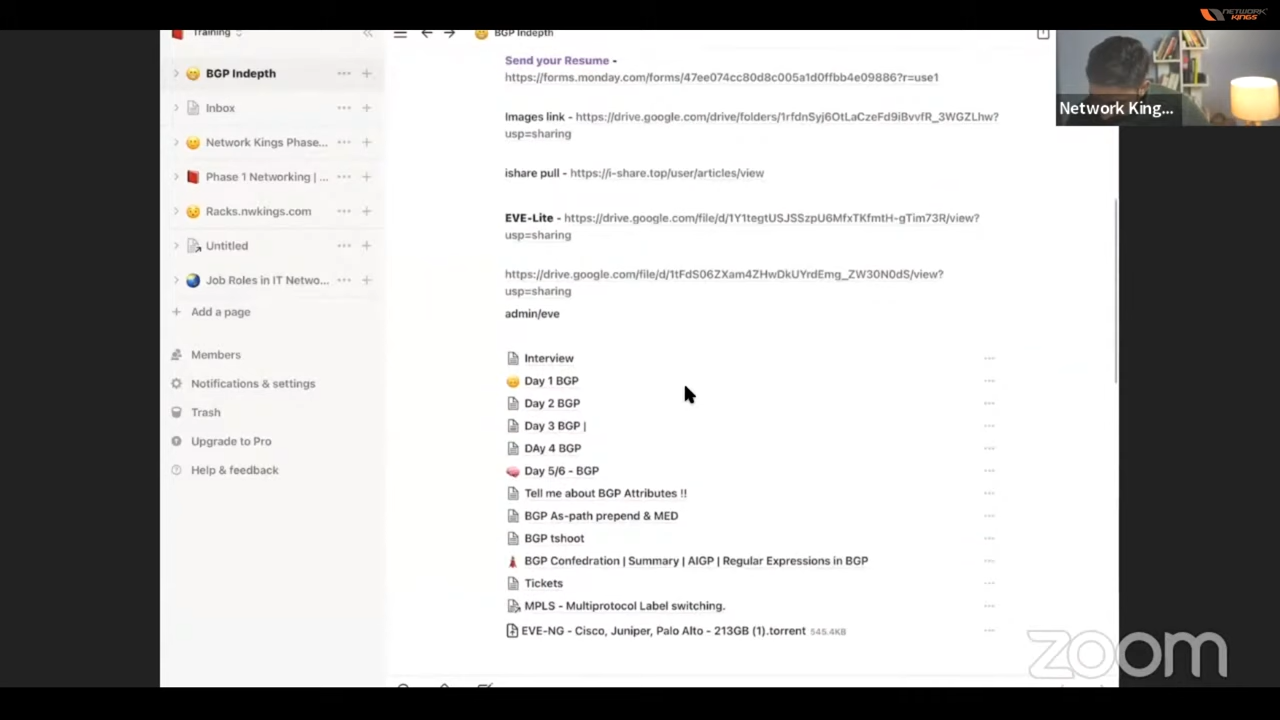 NETWORK
KINGS
Training
BGP Indepth
Network King...
BGP Indepth
Inbox
Network Kings Phase...
Phase 1 Networking | ...
Racks.nwkings.com
Untitled
Job Roles in IT Netwo...
Add a page
Members
Notifications & settings
Trash
Upgrade to Pro
Help & feedback
Send your Resume -
https://forms.monday.com/forms/47ee074cc80d8c005a1d0ffbb4e09886?r=use1
Images link - https://drive.google.com/drive/folders/1rfdnSyj6OtLaCzeFd9iBvvfR_3WGZLhw?
usp=sharing
ishare pull - https://i-share.top/user/articles/view
EVE-Lite - https://drive.google.com/file/d/1Y1tegtUSJSSzpU6MfxTKfmtH-gTim73R/view?
usp=sharing
https://drive.google.com/file/d/1tFdS06ZXam4ZHwDkUYrdEmg_ZW30N0dS/view?
usp=sharing
admin/eve
Interview
Day 1 BGP
Day 2 BGP
Day 3 BGP |
DAy 4 BGP
Day 5/6 - BGP
Tell me about BGP Attributes !!
BGP As-path prepend & MED
BGP tshoot
BGP Confedration | Summary | AIGP | Regular Expressions in BGP
Tickets
MPLS - Multiprotocol Label switching.
EVE-NG - Cisco, Juniper, Palo Alto - 213GB (1).torrent 545.4KB
zoom